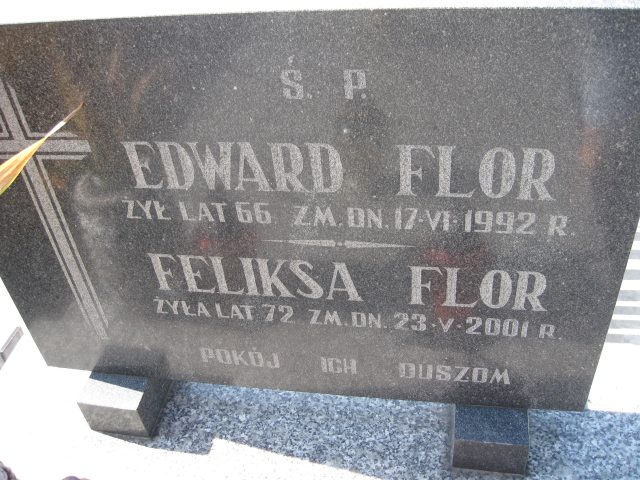 Ś. P.
EDWARD FLOR
ŻYŁ LAT 66 ZM. DN. 17-VI-1992 R.
FELIKSA FLOR
ŻYŁA LAT 72 ZM. DN. 23-V-2001 R.
POKÓJ ICH DUSZOM